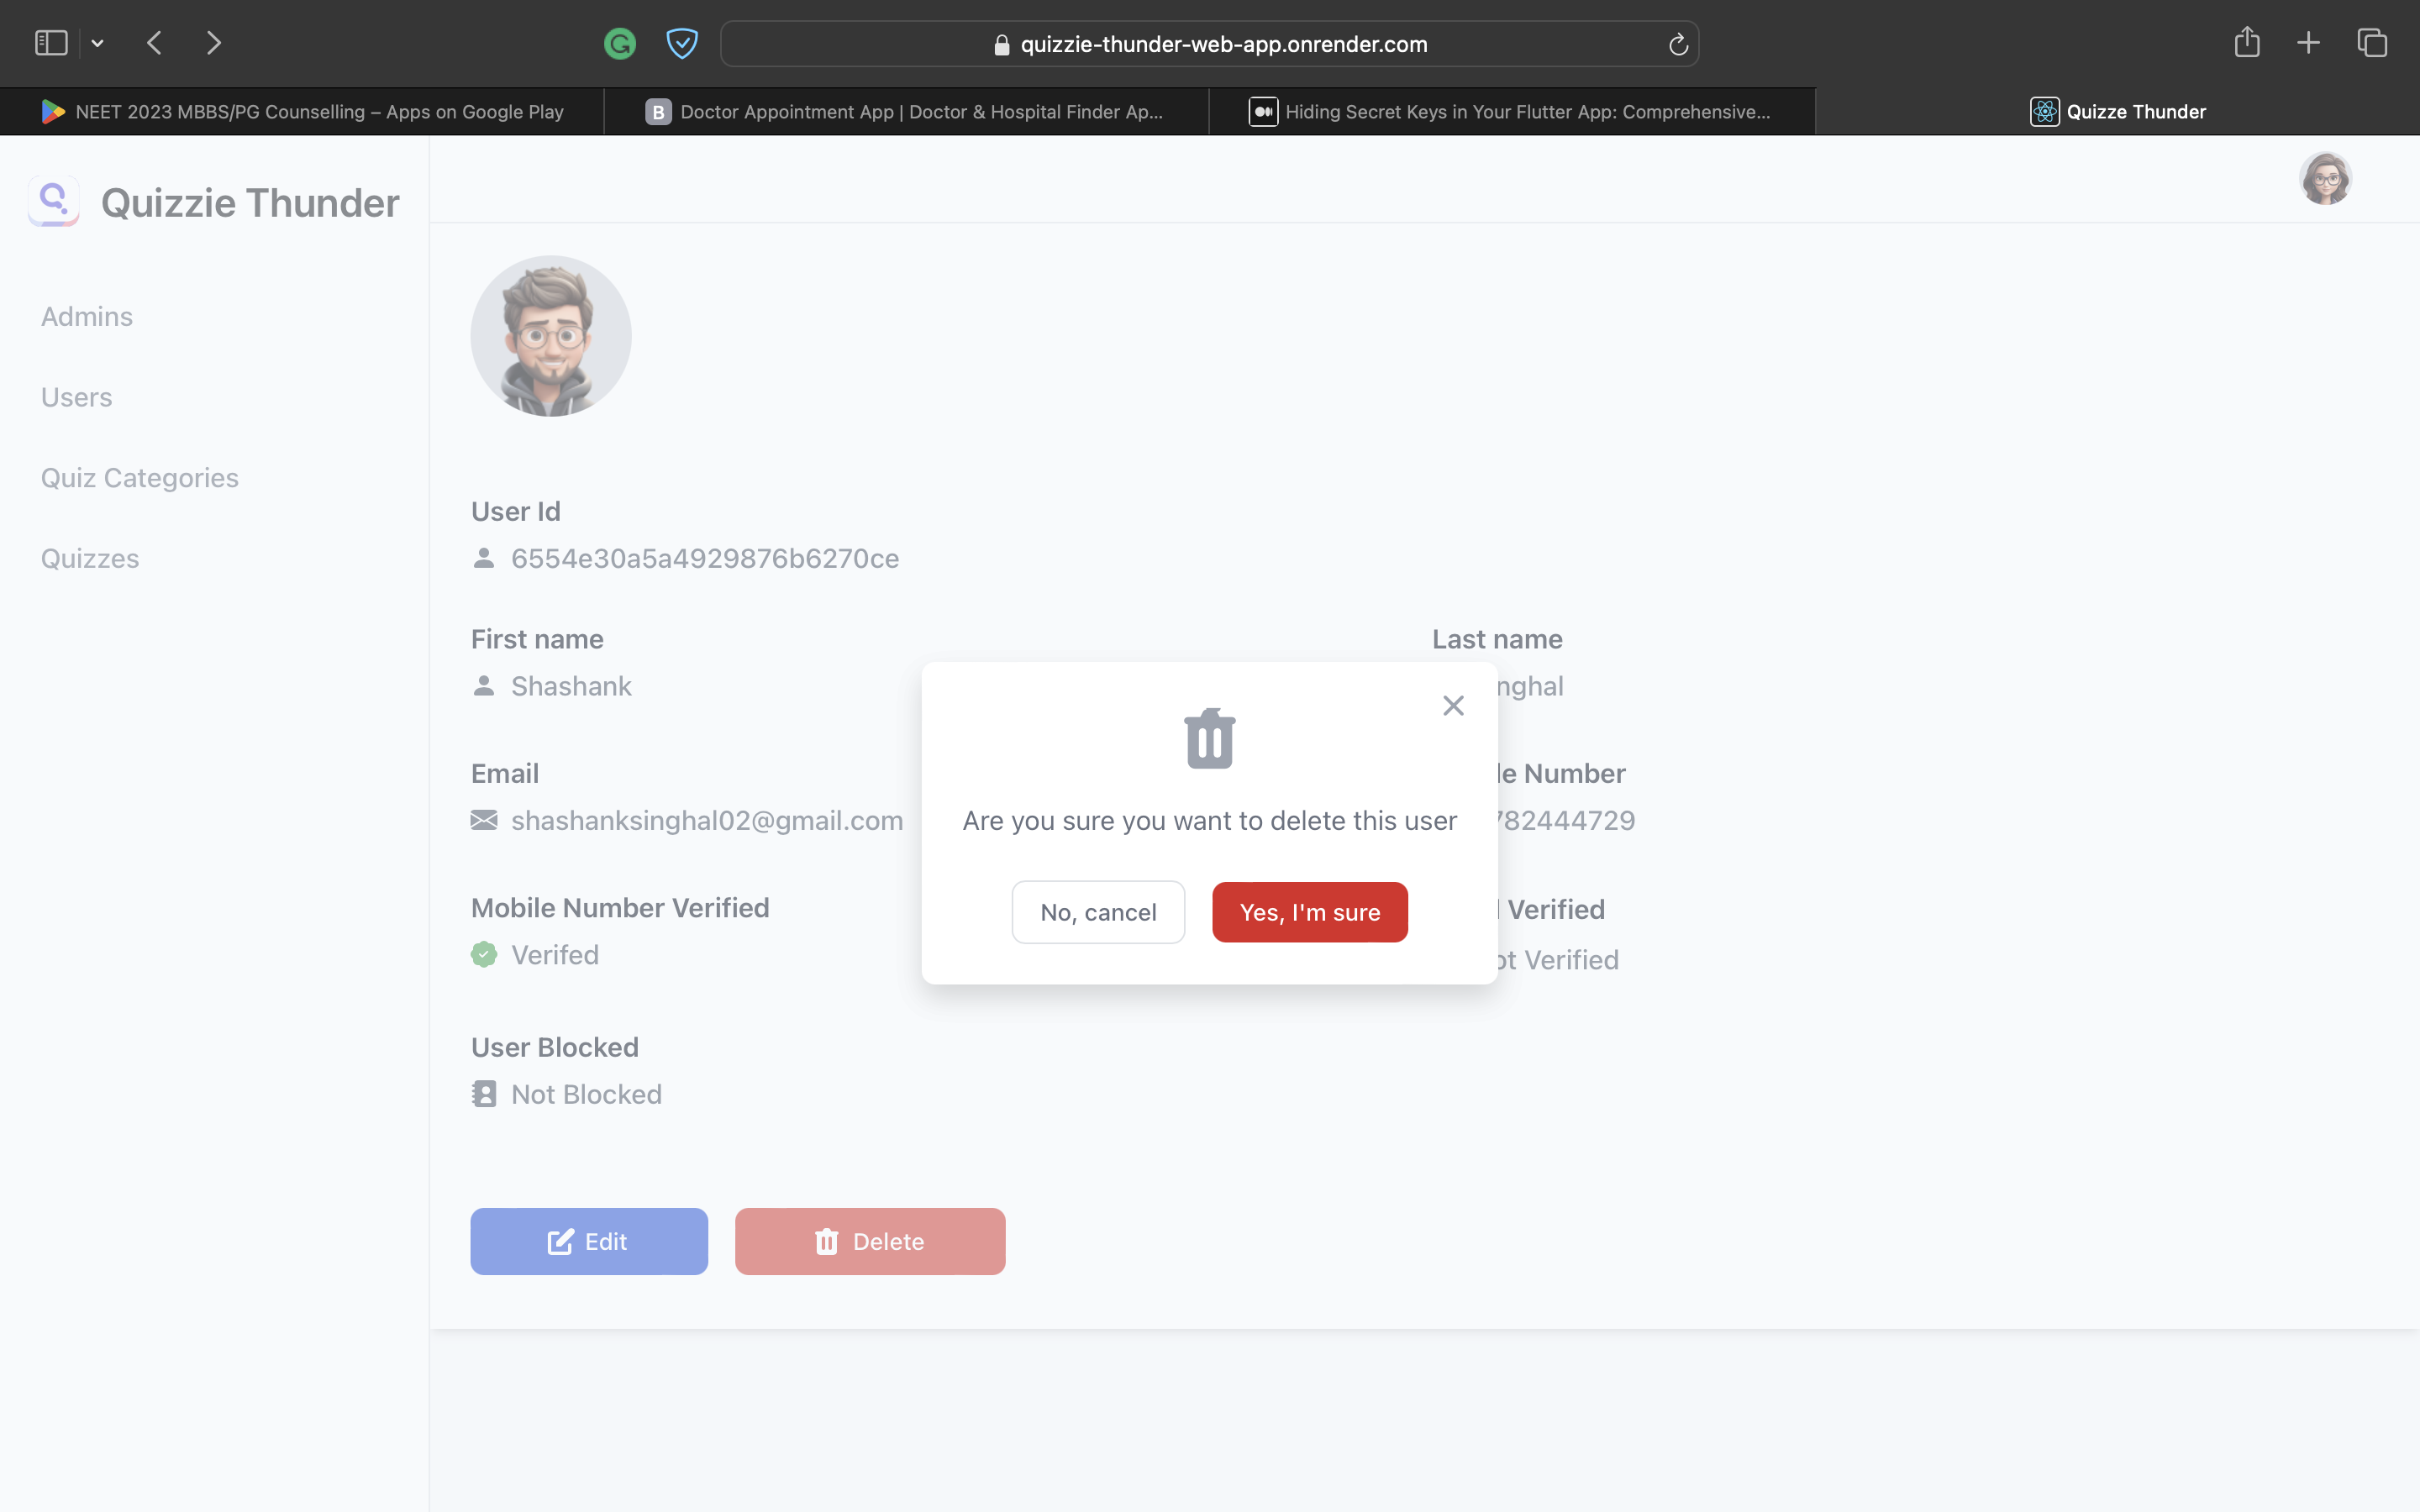 quizzie-thunder-web-app.onrender.com
NEET 2023 MBBS/PG Counselling – Apps on Google Play
B Doctor Appointment App | Doctor & Hospital Finder Ap...
Hiding Secret Keys in Your Flutter App: Comprehensive...
Quizze Thunder
Quizzie Thunder
Admins
Users
Quiz Categories
Quizzes
User Id
6554e30a5a4929876b6270ce
First name
Shashank
Last name
nghal
Email
shashanksinghal02@gmail.com
Number
782444729
Mobile Number Verified
Verifed
Verified
Verified
User Blocked
Not Blocked
Are you sure you want to delete this user
No, cancel
Yes, I'm sure
Edit
Delete